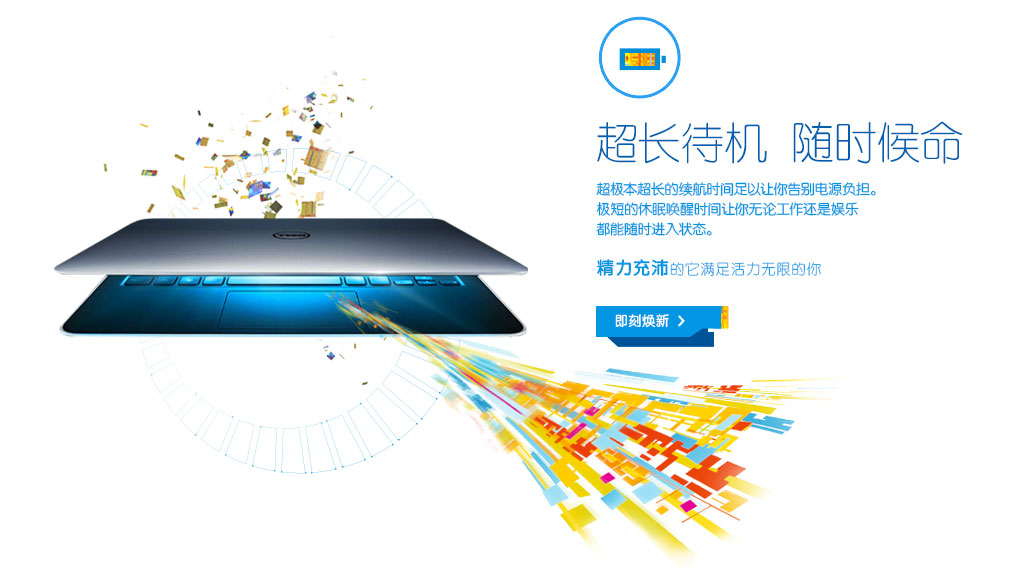 超长待机 随时候命
超极本超长的续航时间足以让你告别电源负担。
极短的休眠唤醒时间让你无论工作还是娱乐
都能随时进入状态。
精力充沛的它满足活力无限的你
即刻焕新
DELL